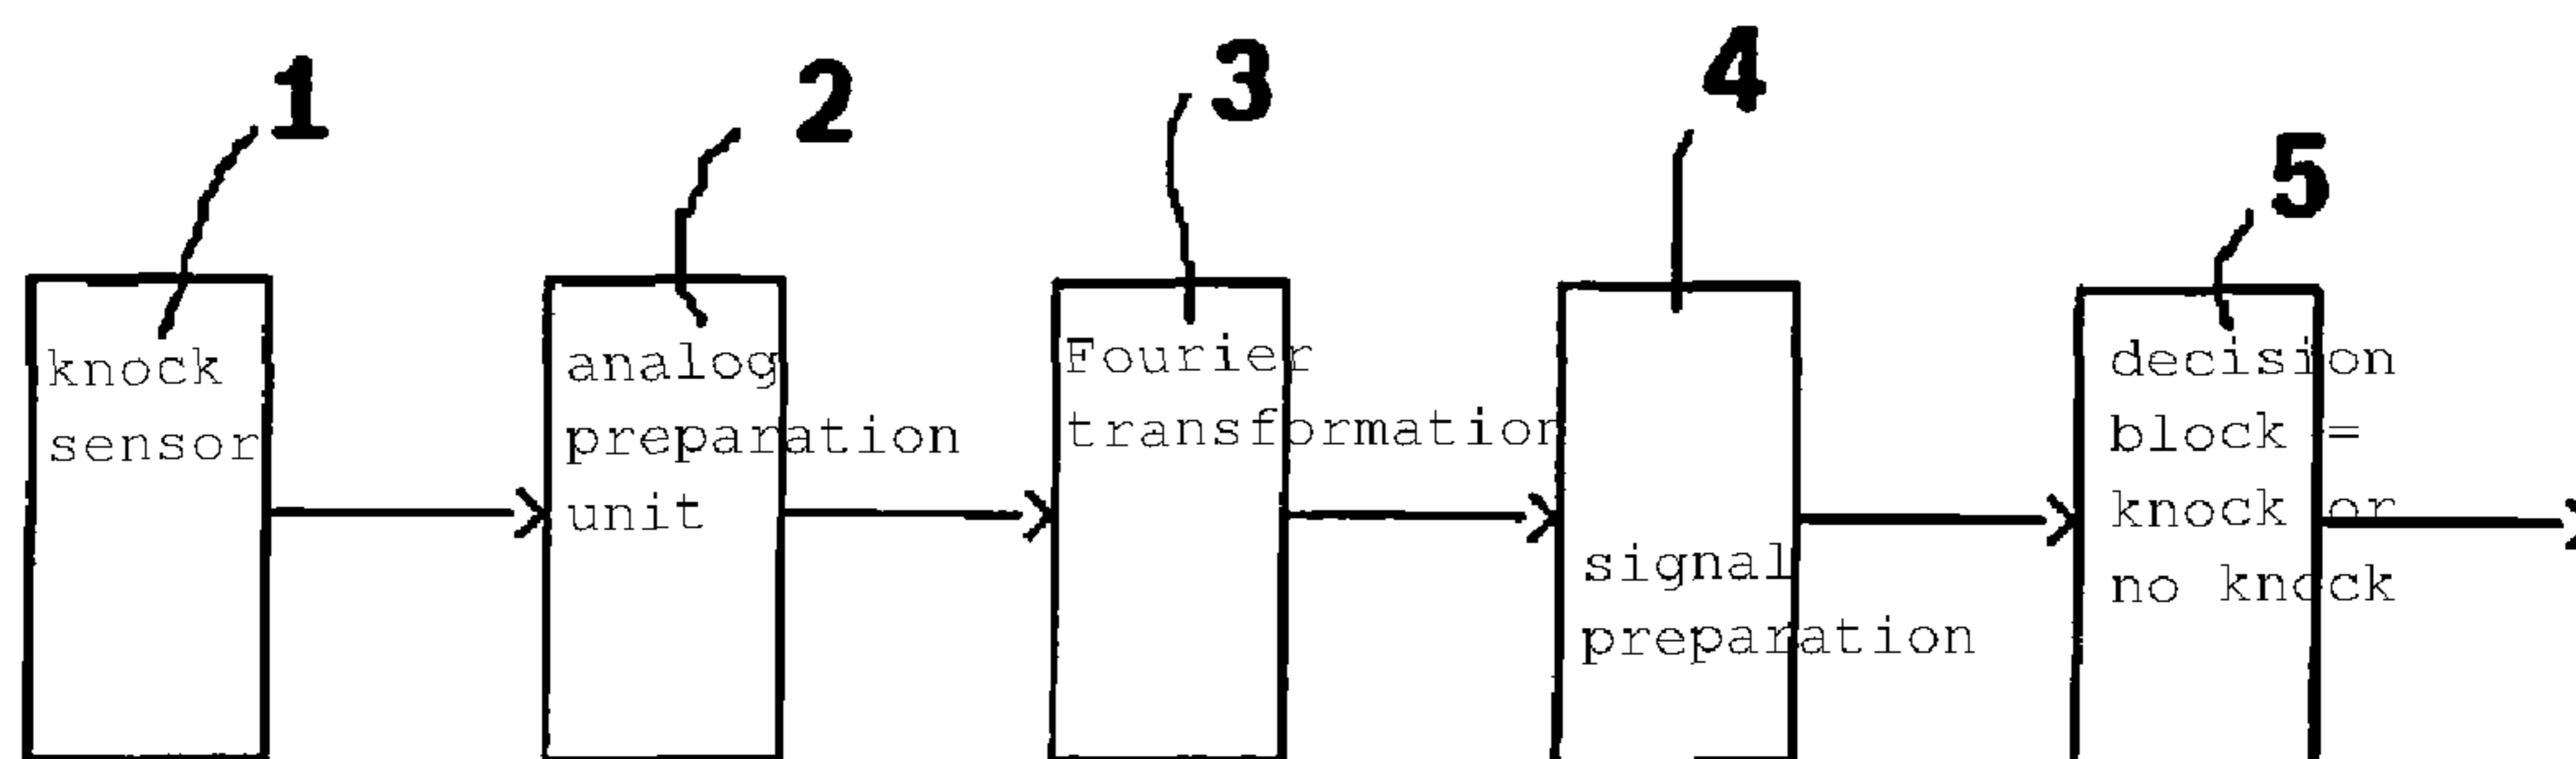 1
2
3
4
5
knock
sensor
analog
preparation
unit
Fourier
transformation
signal
preparation
decision
block =
knock or
no knock